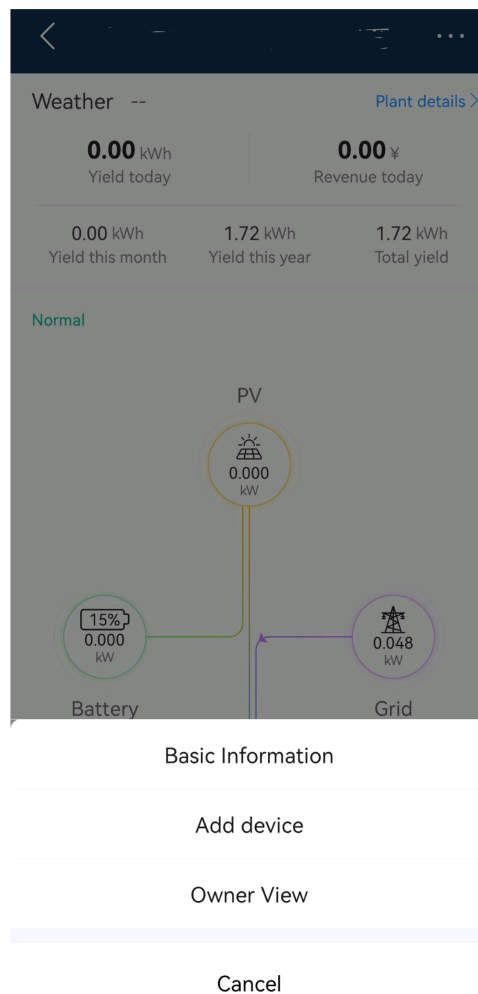 Weather --
Plant details
0.00 kWh
Yield today
0.00 ¥
Revenue today
0.00 kWh
Yield this month
1.72 kWh
Yield this year
1.72 kWh
Total yield
Normal
PV
0.000
kW
15%
0.000
kW
Battery
0.048
kW
Grid
Basic Information
Add device
Owner View
Cancel